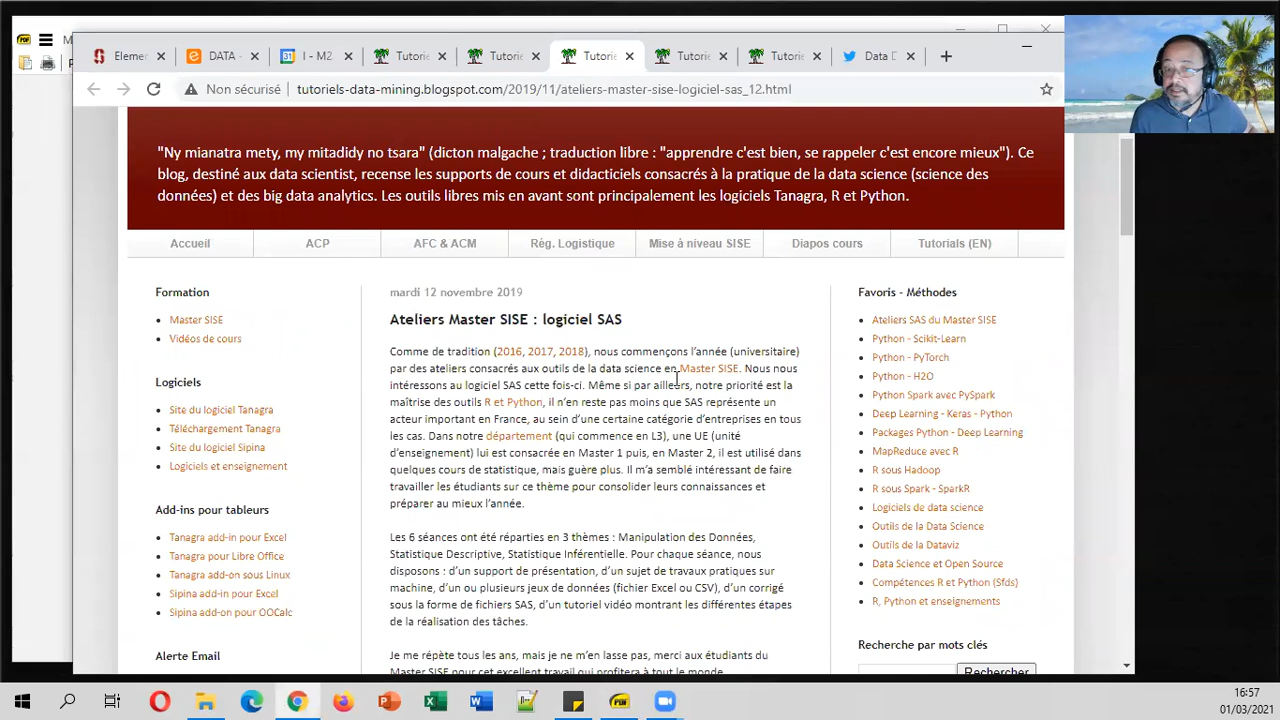 Elemer
DATA -
31
I - M2
Tutorie
Tutorie
Tutorie
Tutorie
Tutorie
Data D
Non sécurisé
tutoriels-data-mining.blogspot.com/2019/11/ateliers-master-sise-logiciel-sas_12.html
"Ny mianatra mety, my mitadidy no tsara" (dicton malgache ; traduction libre : "apprendre c'est bien, se rappeler c'est encore mieux"). Ce
blog, destiné aux data scientist, recense les supports de cours et didacticiels consacrés à la pratique de la data science (science des
données) et des big data analytics. Les outils libres mis en avant sont principalement les logiciels Tanagra, R et Python.
Accueil
ACP
AFC & ACM
Rég. Logistique
Mise à niveau SISE
Diapos cours
Tutorials (EN)
Formation
Master SISE
Vidéos de cours
Logiciels
Site du logiciel Tanagra
Téléchargement Tanagra
Site du logiciel Sipina
Logiciels et enseignement
Add-ins pour tableurs
Tanagra add-in pour Excel
Tanagra pour Libre Office
Tanagra add-on sous Linux
Sipina add-in pour Excel
Sipina add-on pour OOCalc
Alerte Email
mardi 12 novembre 2019
Ateliers Master SISE : logiciel SAS
Comme de tradition (2016, 2017, 2018), nous commençons l'année (universitaire)
par des ateliers consacrés aux outils de la data science en Master SISE. Nous nous
intéressons au logiciel SAS cette fois-ci. Même si par ailleurs, notre priorité est la
maîtrise des outils R et Python, il n'en reste pas moins que SAS représente un
acteur important en France, au sein d'une certaine catégorie d'entreprises en tous
les cas. Dans notre département (qui commence en L3), une UE (unité
d'enseignement) lui est consacrée en Master 1 puis, en Master 2, il est utilisé dans
quelques cours de statistique, mais guère plus. Il m'a semblé intéressant de faire
travailler les étudiants sur ce thème pour consolider leurs connaissances et
préparer au mieux l'année.
Les 6 séances ont été réparties en 3 thèmes : Manipulation des Données,
Statistique Descriptive, Statistique Inférentielle. Pour chaque séance, nous
disposons : d'un support de présentation, d'un sujet de travaux pratiques sur
machine, d'un ou plusieurs jeux de données (fichier Excel ou CSV), d'un corrigé
sous la forme de fichiers SAS, d'un tutoriel vidéo montrant les différentes étapes
de la réalisation des tâches.
Je me répète tous les ans, mais je ne m'en lasse pas, merci aux étudiants du
Master SISE pour cet excellent travail qui profitera à tout le monde.
Favoris - Méthodes
Ateliers SAS du Master SISE
Python - Scikit-Learn
Python - PyTorch
Python - H2O
Python Spark avec PySpark
Deep Learning - Keras - Python
Packages Python - Deep Learning
MapReduce avec R
R sous Hadoop
R sous Spark - SparkR
Logiciels de data science
Outils de la Data Science
Outils de la Dataviz
Data Science et Open Source
Compétences R et Python (Sfds)
R, Python et enseignements
Recherche par mots clés
Rechercher
16:57
01/03/2021